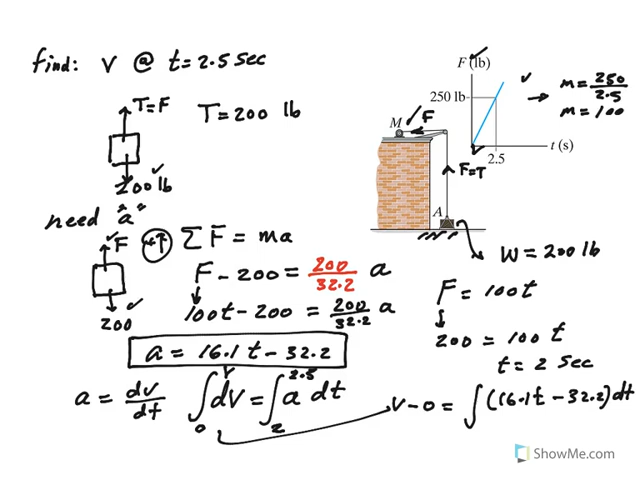 find: v @ t=2.5 sec
T=F
T=200 lb
200 lb
need "a"
F
200
+↑
Σ F = ma
F - 200 = 200/32.2 a
100t - 200 = 200/32.2 a
a = 16.1 t - 32.2
a = dv/dt
∫₀^v dv = ∫₂^2.5 a dt
F (lb)
250 lb
2.5
t (s)
m = 250/2.5
m = 100
M
F
F=T
A
W = 200 lb
F = 100t
200 = 100 t
t = 2 sec
v - 0 = ∫(16.1t - 32.2) dt
ShowMe.com